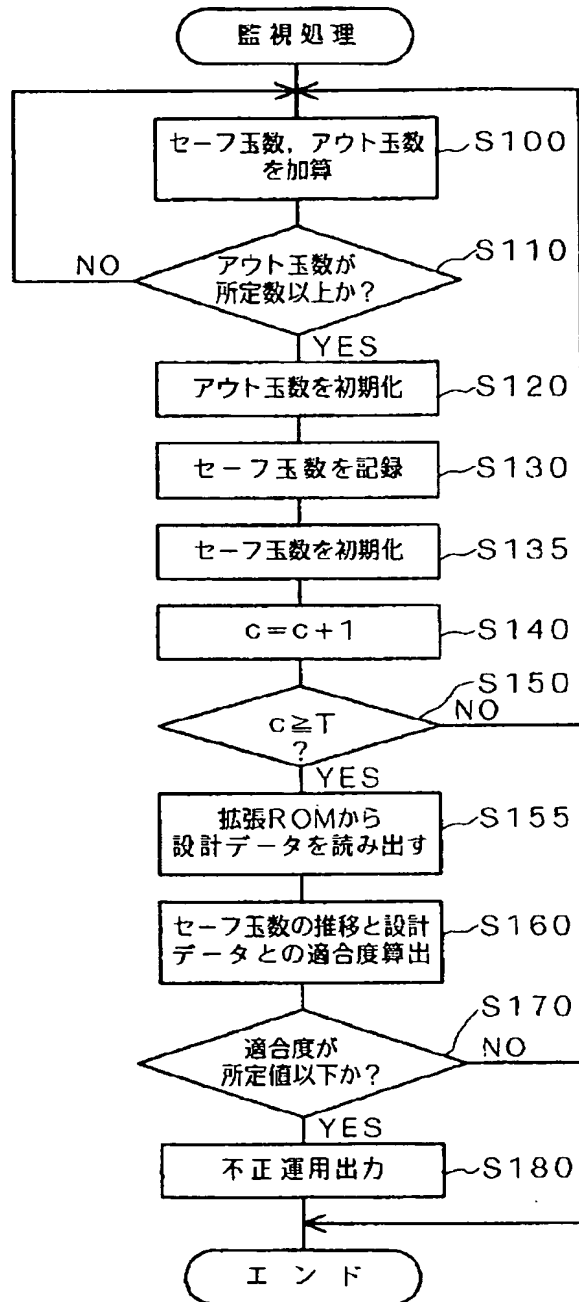 監視処理
セーフ玉数，アウト玉数
を加算
S100
アウト玉数が
所定数以上か？
S110
NO
YES
アウト玉数を初期化
S120
セーフ玉数を記録
S130
セーフ玉数を初期化
S135
c=c+1
S140
c≧T
?
S150
NO
YES
拡張ROMから
設計データを読み出す
S155
セーフ玉数の推移と設計
データとの適合度算出
S160
適合度が
所定値以下か？
S170
NO
YES
不正運用出力
S180
エンド